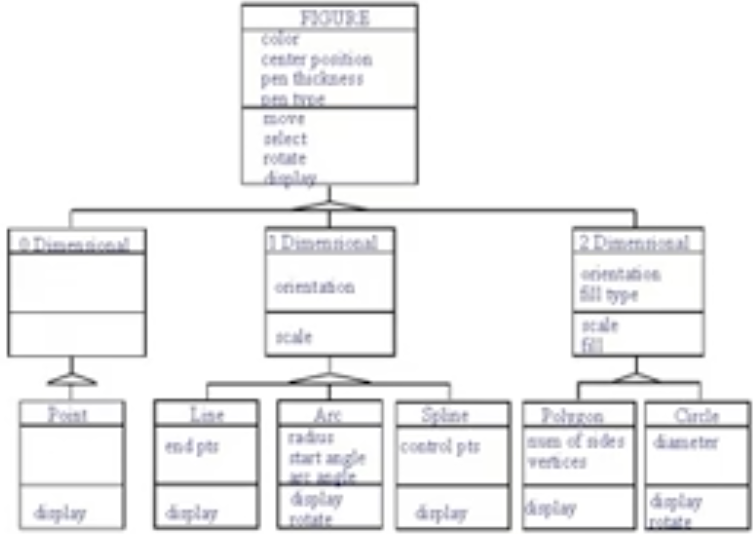 FIGURE
color
center position
pen thickness
pen type
move
select
rotate
display
0 Dimensional
1 Dimensional
orientation
scale
2 Dimensional
orientation
fill type
scale
fill
Point
display
Line
end pts
display
Arc
radius
start angle
arc angle
display
rotate
Spline
control pts
display
Polygon
num of sides
vertices
display
Circle
diameter
display
rotate